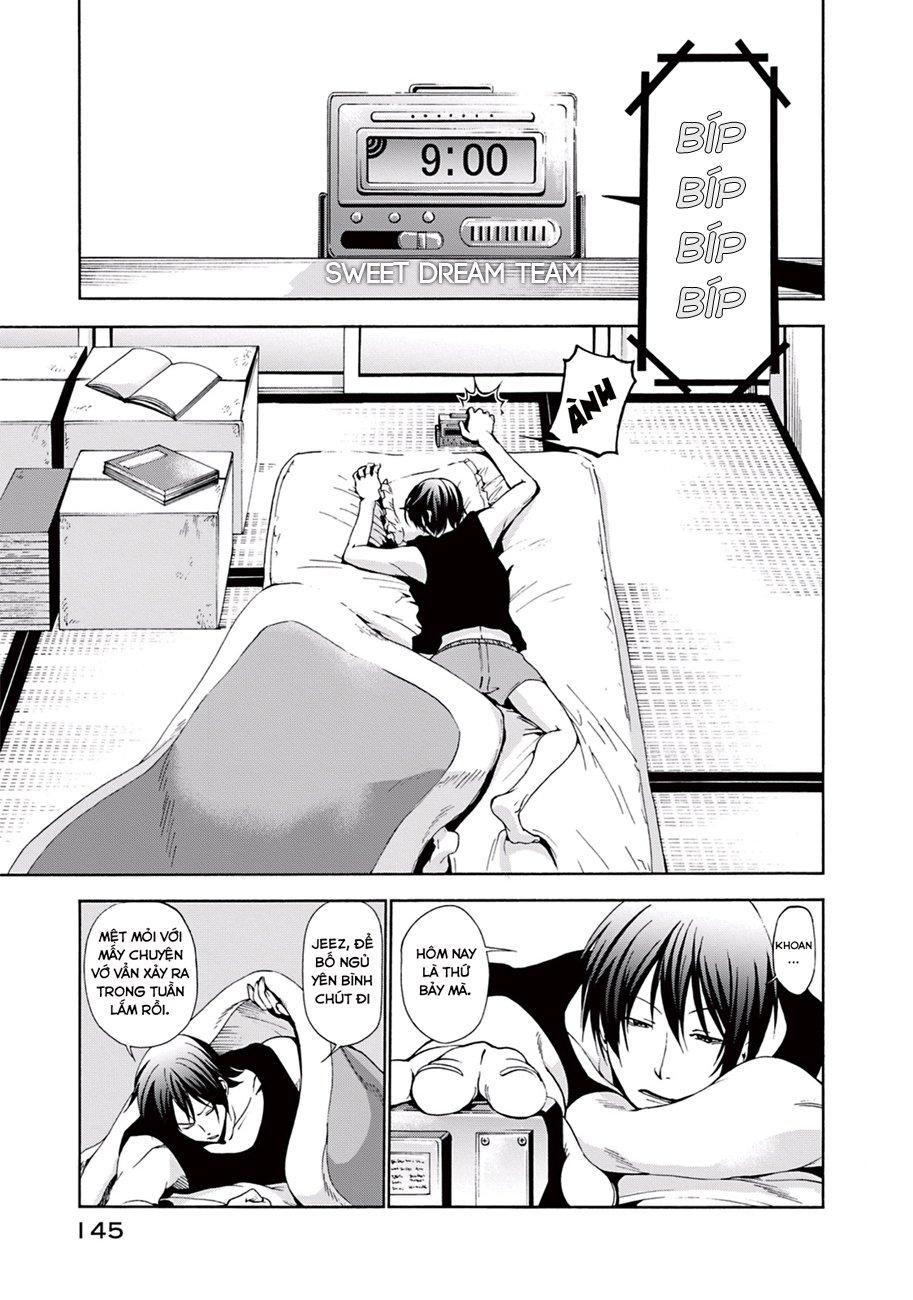 9:00
BÍP
BÍP
BÍP
BÍP
SWEET DREAM TEAM
ÀNH
KHOAN
...
HÔM NAY
LÀ THỨ
BẢY MÃ.
JEEZ, ĐỂ
BỐ NGỦ
YÊN BÌNH
CHÚT ĐI
MỆT MỎI VỚI
MẤY CHUYỆN
VỚ VẨN XẢY RA
TRONG TUẦN
LẮM RỒI.
145